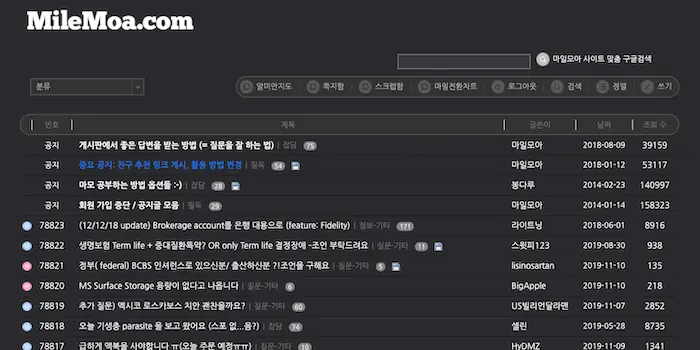 MileMoa.com
마일모아 사이트 맞춤 구글검색
분류 알미안지도 쪽지함 스크랩함 마일전환차트 로그아웃 검색 정렬 쓰기
번호 제목 글쓴이 날짜 조회 수
공지 게시판에서 좋은 답변을 받는 방법 (= 질문을 잘 하는 법) | 잡담 75 마일모아 2018-08-09 39159
공지 중요 공지: 친구 추천 링크 게시, 활용 방법 변경 | 필독 54 마일모아 2018-01-12 53117
공지 마모 공부하는 방법 옵션들 :-) | 잡담 28 봉다루 2014-02-23 140997
공지 회원 가입 중단 / 공지글 모음 | 필독 29 마일모아 2014-01-14 158323
78823 (12/12/18 update) Brokerage account를 은행 대용으로 (feature: Fidelity) | 정보-기타 171 라이트닝 2018-06-01 8916
78822 생명보험 Term life + 중대질환특약? OR only Term life 결정장애 -조언 부탁드려요 | 질문-기타 11 스윗피123 2019-08-30 938
78821 정부( federal) BCBS 인셔런스로 있으신분/ 출산하신분 ?!조언을 구해요 | 질문-기타 5 lisinosartan 2019-11-10 135
78820 MS Surface Storage 용량이 없다고 나옵니다 | 질문-기타 6 BigApple 2019-11-10 218
78819 추가 질문) 멕시코 로스카보스 치안 괜찮을까요? | 질문-기타 60 US빌리언달라맨 2019-11-07 2852
78818 오늘 기생충 parasite 을 보고 왔어요 (스포 없...음?) | 잡담 74 셀린 2019-05-28 8735
78817 급하게 맥북을 사야합니다 ㅠ(오늘 주문 예정ㅠㅠ) | 질문-기타 10 HyDMZ 2019-11-09 1341